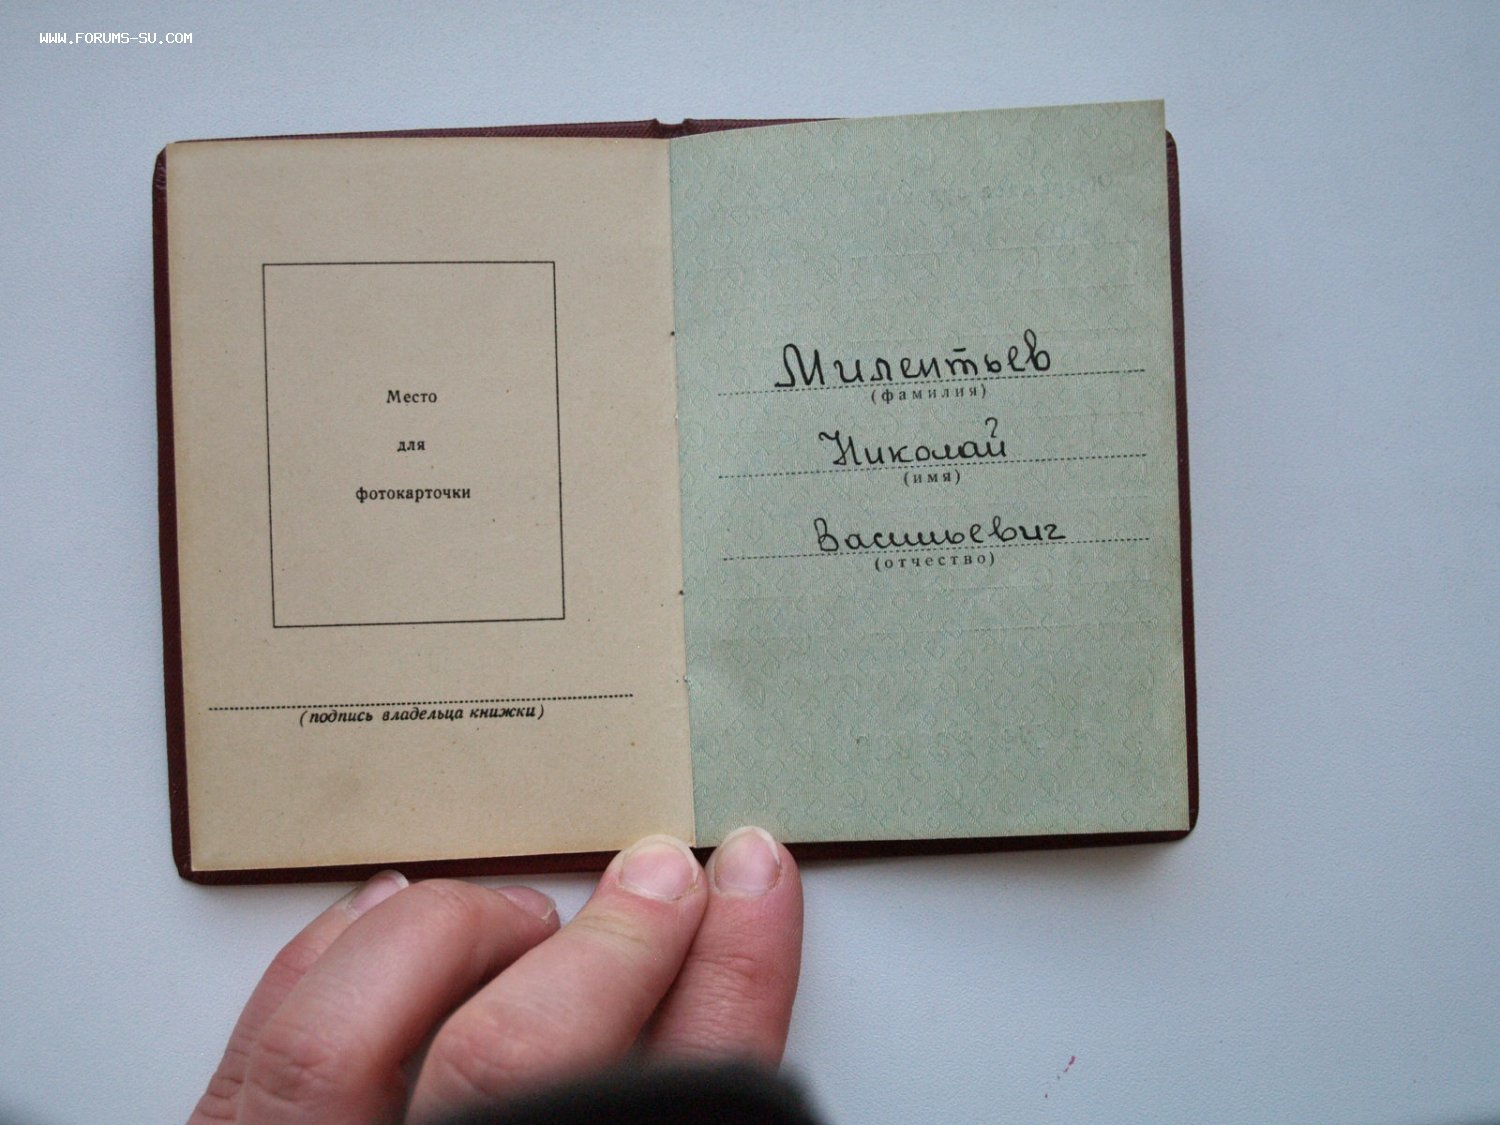 WWW.FORUMS-SU.COM
Место
для
фотокарточки
(подпись владельца книжки)
Милентьев
(фамилия)
Николай
(имя)
Васильевич
(отчество)